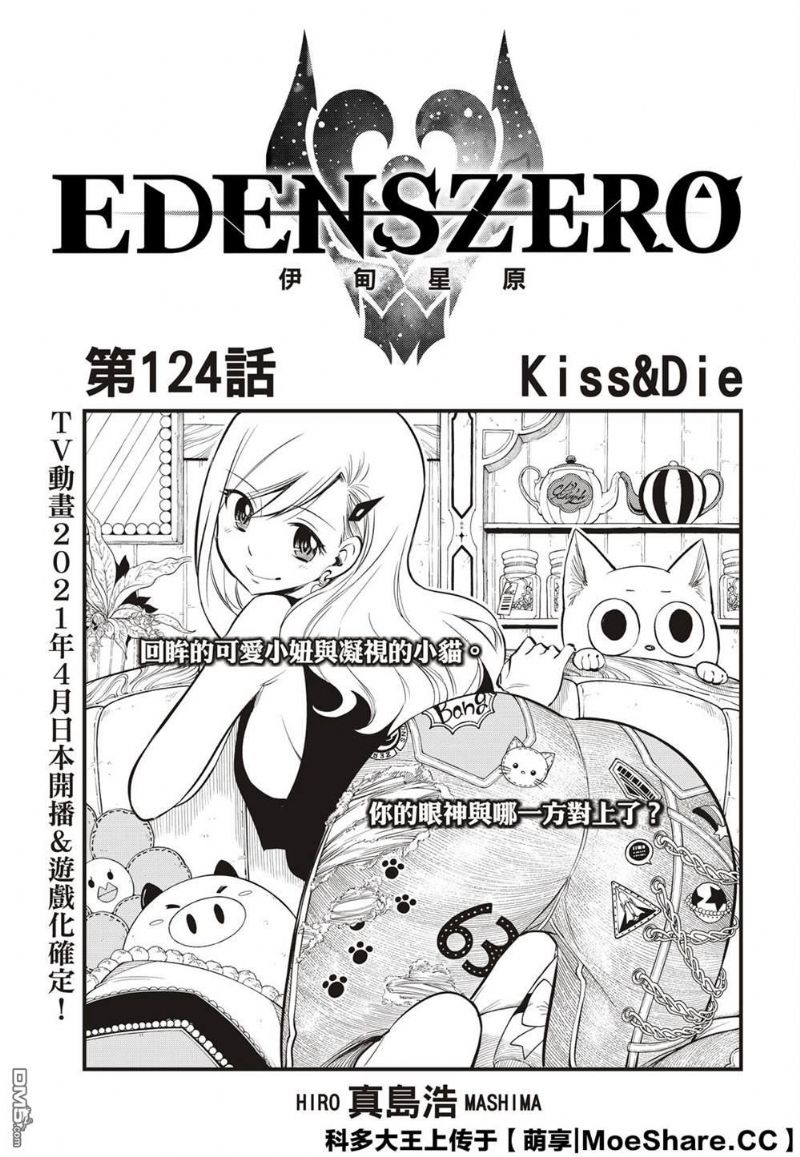 EDENSZERO
伊甸星原
第124話 Kiss&Die
TV動畫2021年4月日本開播&遊戲化確定！
回眸的可愛小妞與凝視的小貓。
Bang
你的眼神與哪一方對上了？
63
2
HIRO 真島浩 MASHIMA
科多大王上传于【萌享|MoeShare.CC】
DM5.com